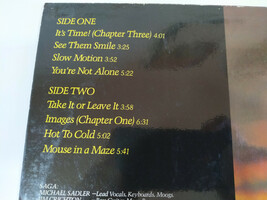 SIDE ONE
It's Time! (Chapter Three) 4:01
See Them Smile 3:25
Slow Motion 3:52
You're Not Alone 5:22
SIDE TWO
Take It or Leave It 3:58
Images (Chapter One) 6:31
Hot To Cold 5:02
Mouse in a Maze 5:41
SAGA:
MICHAEL SADLER —Lead Vocals, Keyboards, Moogs
CRICHTON